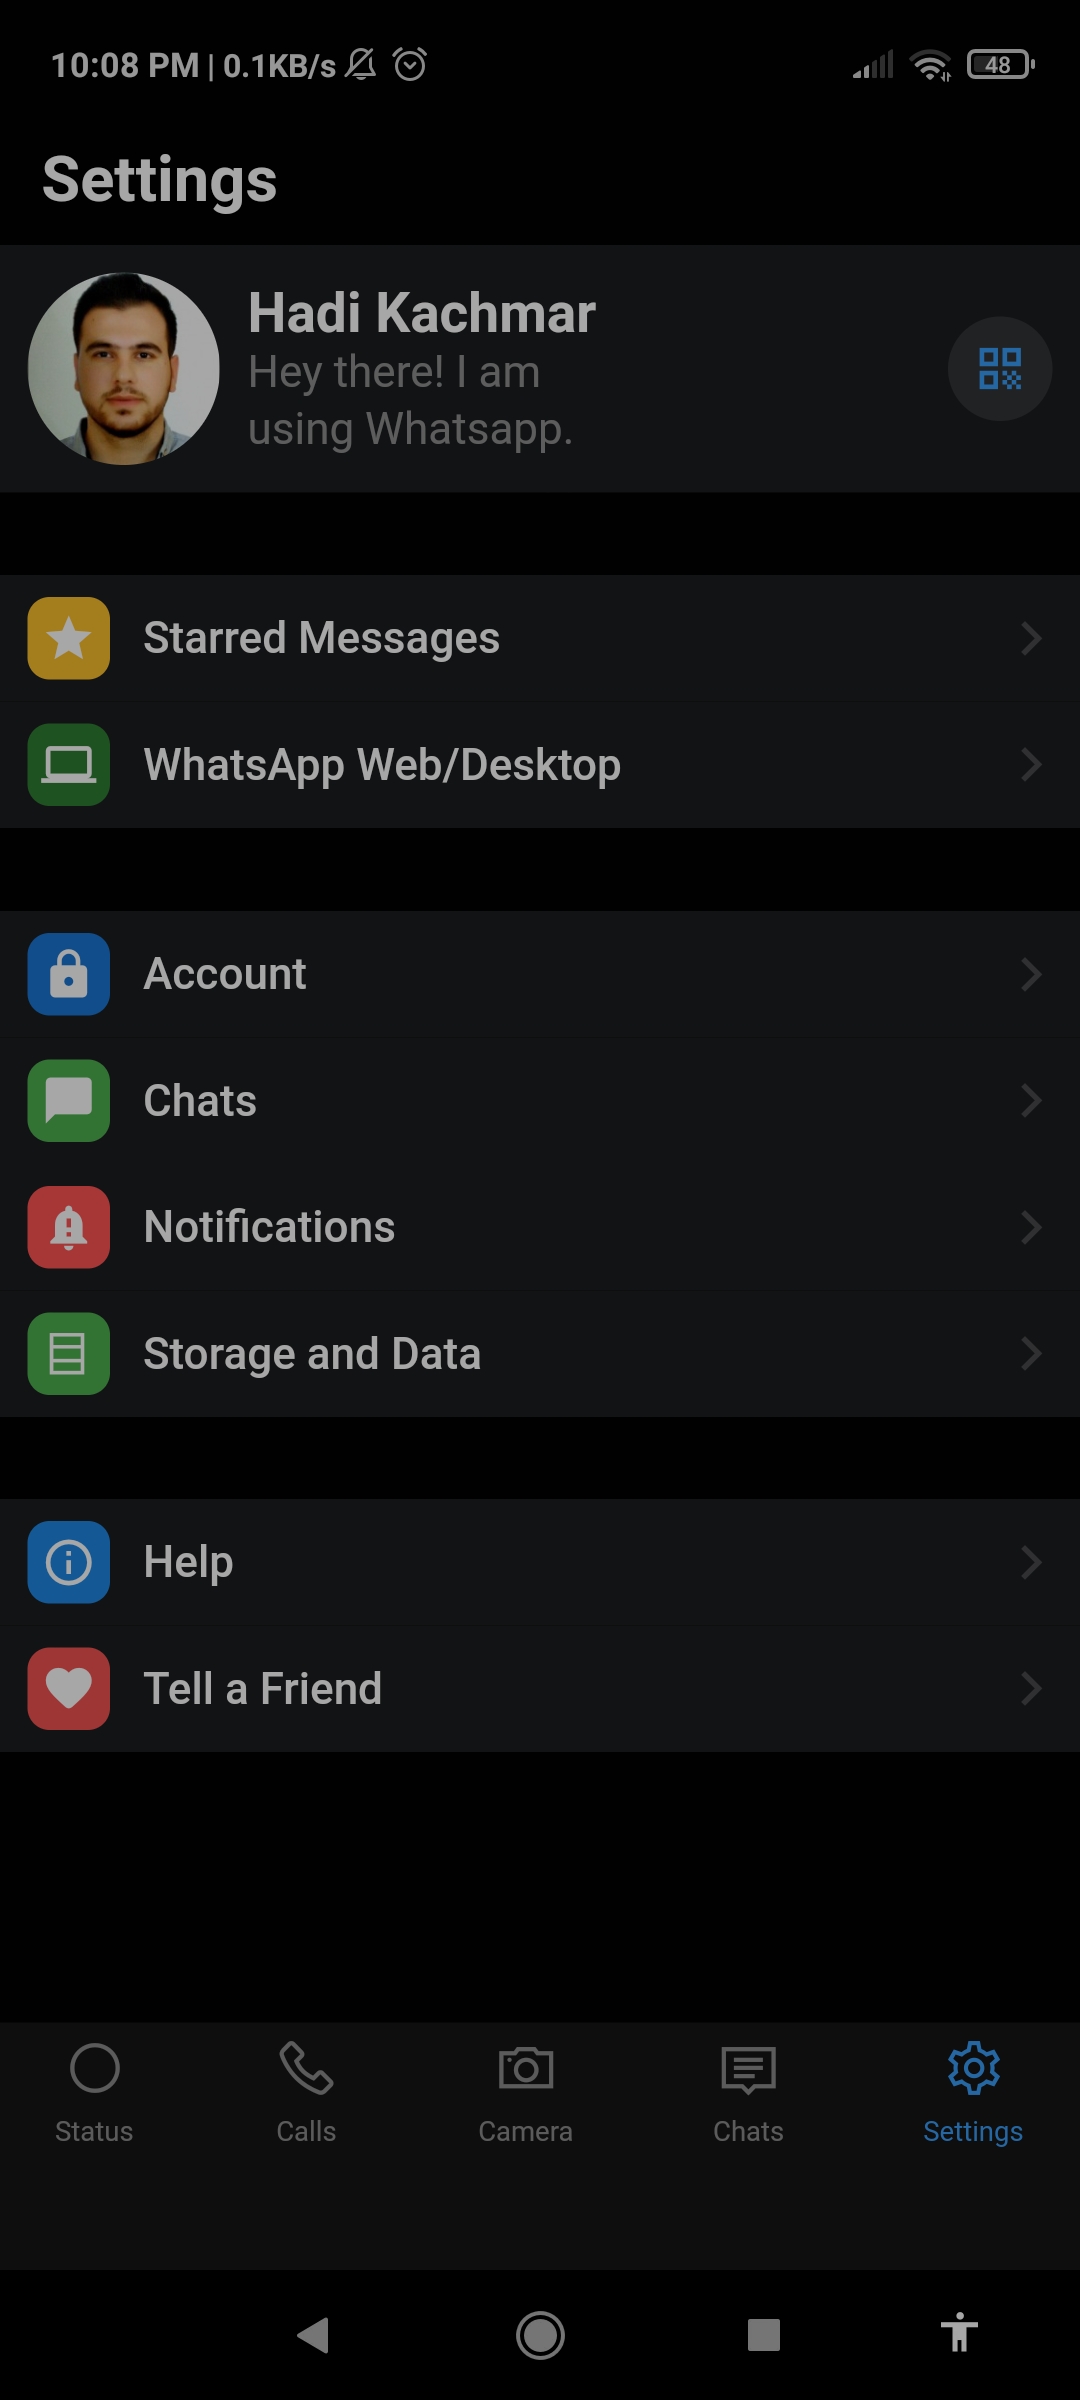 10:08 PM | 0.1KB/s
48
Settings
Hadi Kachmar
Hey there! I am
using Whatsapp.
Starred Messages
WhatsApp Web/Desktop
Account
Chats
Notifications
Storage and Data
Help
Tell a Friend
Status Calls Camera Chats Settings